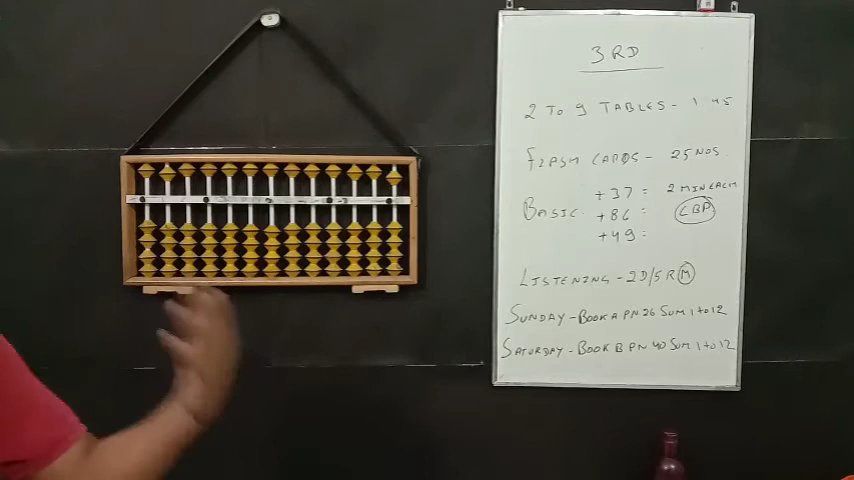 3RD
2 TO 9 TABLES - 1 45
FLASH CARDS - 25 NOS
+37 = 2 MIN EACH
BASIC. +86 = CBP
+49 =
LISTENING - 2D/5R M
SUNDAY - BOOK A PN 26 SUM 1 to 12
SATURDAY - BOOK B PN 40 SUM 1 to 12